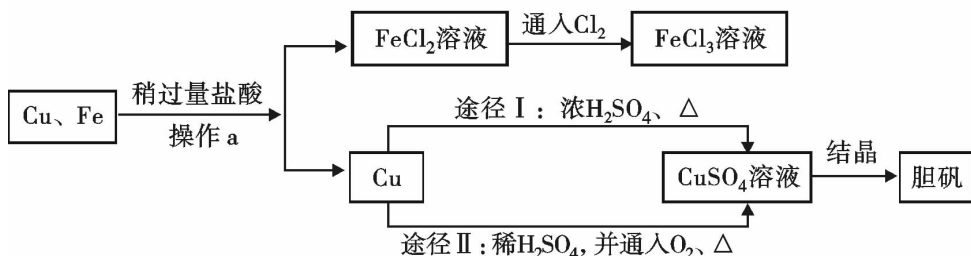 FeCl₂溶液
通入Cl₂
FeCl₃溶液
Cu、Fe
稍过量盐酸
操作 a
途径Ⅰ：浓H₂SO₄、△
Cu
CuSO₄溶液
结晶
胆矾
途径Ⅱ：稀H₂SO₄，并通入O₂、△